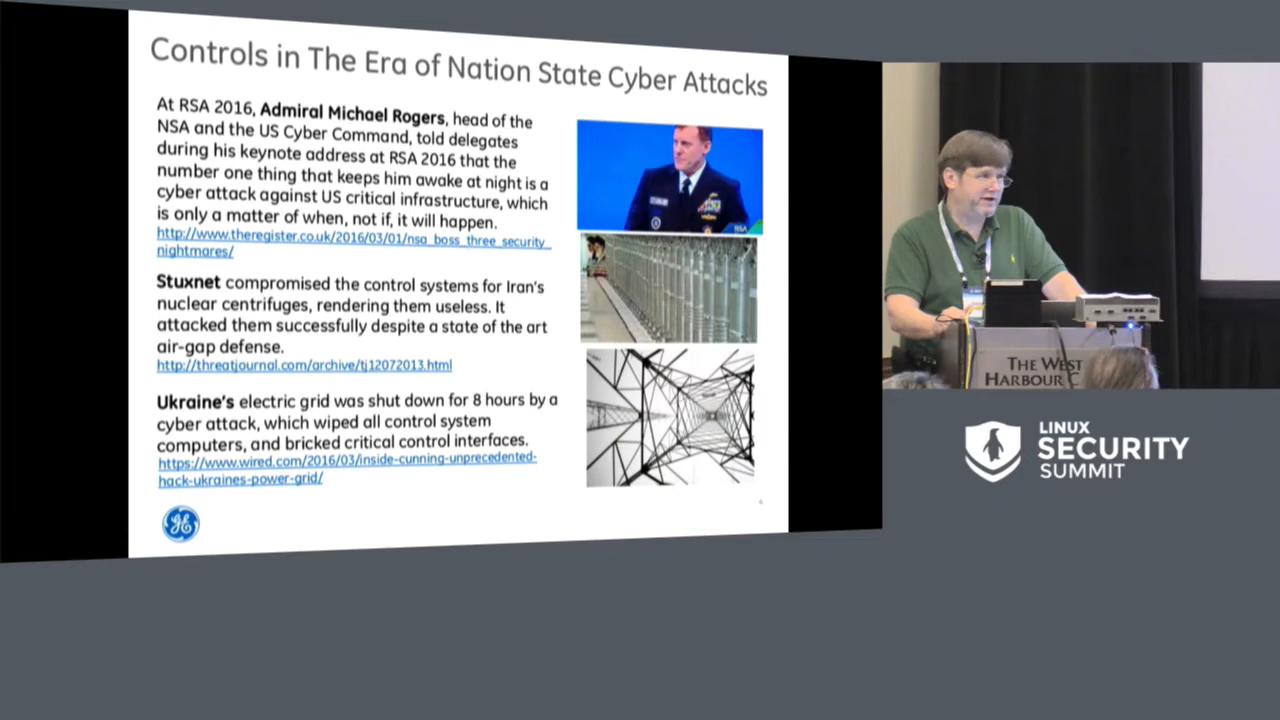 Controls in The Era of Nation State Cyber Attacks
At RSA 2016, Admiral Michael Rogers, head of the
NSA and the US Cyber Command, told delegates
during his keynote address at RSA 2016 that the
number one thing that keeps him awake at night is a
cyber attack against US critical infrastructure, which
is only a matter of when, not if, it will happen.
http://www.theregister.co.uk/2016/03/01/nsa_boss_three_security_
nightmares/
Stuxnet compromised the control systems for Iran's
nuclear centrifuges, rendering them useless. It
attacked them successfully despite a state of the art
air-gap defense.
http://threatjournal.com/archive/tj12072013.html
Ukraine's electric grid was shut down for 8 hours by a
cyber attack, which wiped all control system
computers, and bricked critical control interfaces.
https://www.wired.com/2016/03/inside-cunning-unprecedented-
hack-ukraines-power-grid/
RSA
GE
THE WEST
HARBOUR C
LINUX
SECURITY
SUMMIT